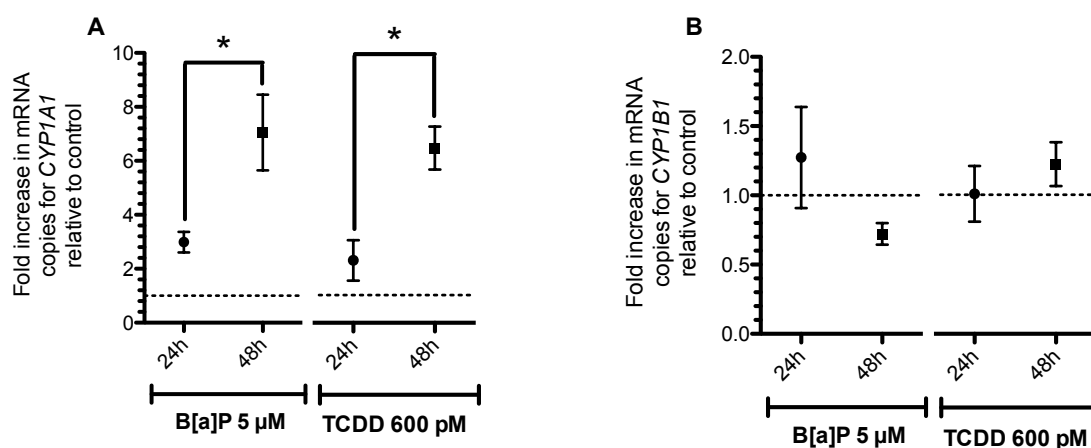 A
Fold increase in mRNA
copies for CYP1A1
relative to control
10
8
6
4
2
0
*
*
24h
48h
24h
48h
B[a]P 5 µM
TCDD 600 pM
B
Fold increase in mRNA
copies for CYP1B1
relative to control
2.0
1.5
1.0
0.5
0.0
24h
48h
24h
48h
B[a]P 5 µM
TCDD 600 pM